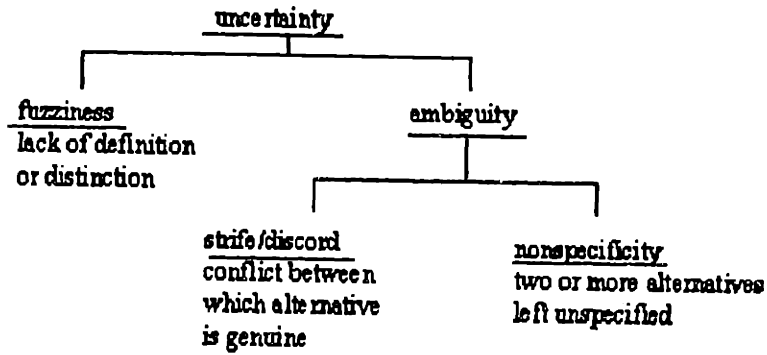 uncertainty
fuzziness
lack of definition
or distinction
ambiguity
strife/discord
conflict between
which alternative
is genuine
nonspecificity
two or more alternatives
left unspecified